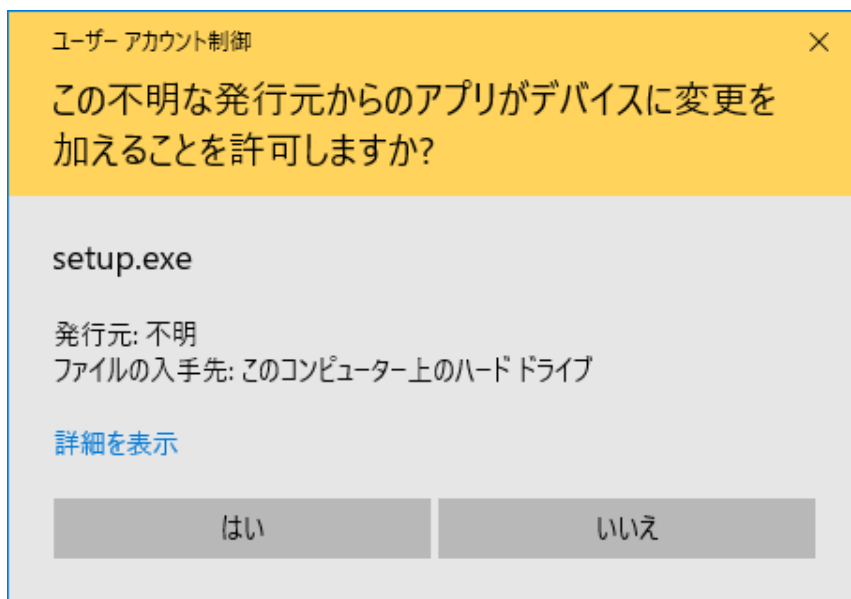 ユーザー アカウント制御
この不明な発行元からのアプリがデバイスに変更を
加えることを許可しますか?
setup.exe
発行元: 不明
ファイルの入手先: このコンピューター上のハード ドライブ
詳細を表示
はい
いいえ